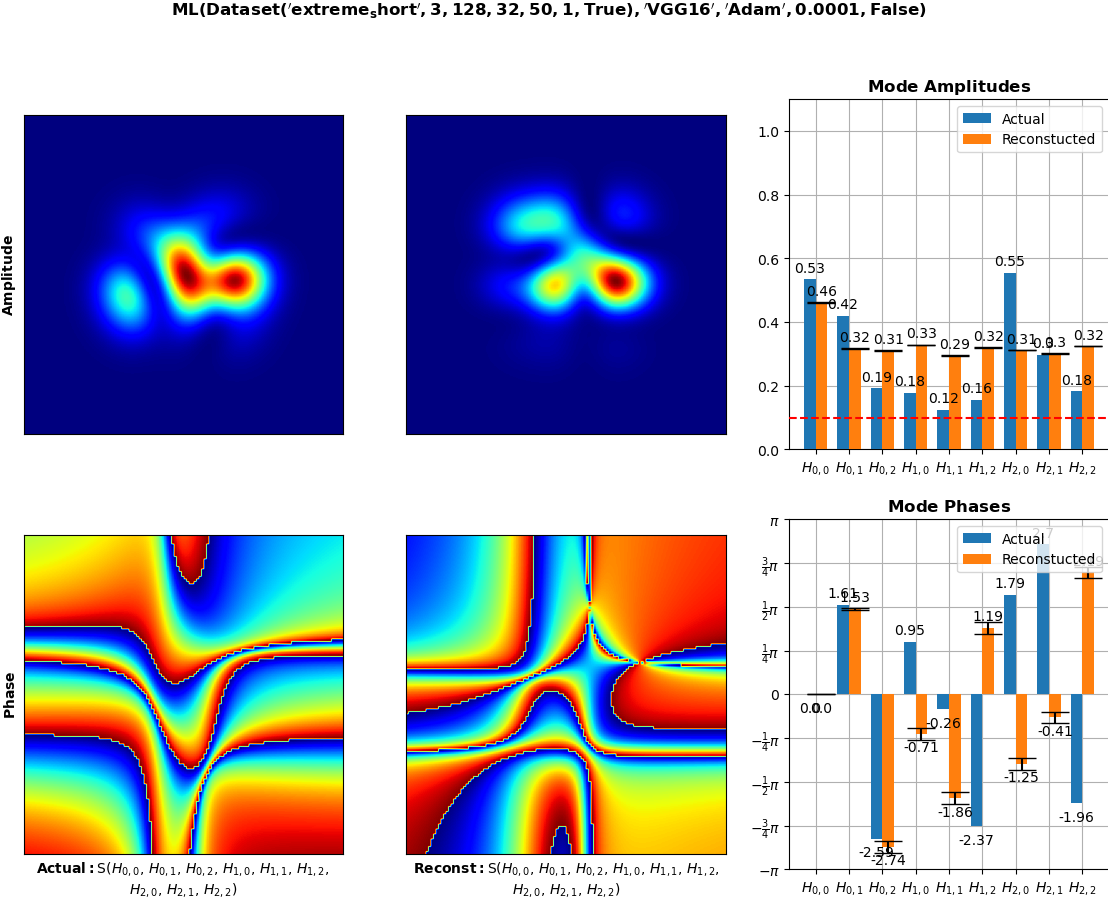 ML(Dataset('extreme_short', 3, 128, 32, 50, 1, True), 'VGG16', 'Adam', 0.0001, False)
Amplitude
Mode Amplitudes
Actual
Reconstucted
1.0
0.8
0.6
0.4
0.2
0.0
0.53
0.46
0.42
0.32
0.19
0.31
0.18
0.33
0.12
0.29
0.16
0.32
0.55
0.31
0.3
0.3
0.18
0.32
H0,0 H0,1 H0,2 H1,0 H1,1 H1,2 H2,0 H2,1 H2,2
Phase
Mode Phases
Actual
Reconstucted
π
3/4π
1/2π
1/4π
0
−1/4π
−1/2π
−3/4π
−π
0.0
0.0
1.61
1.53
-2.59
-2.74
0.95
-0.71
-0.26
-1.86
-2.37
1.19
1.79
-1.25
-0.41
-1.96
H0,0 H0,1 H0,2 H1,0 H1,1 H1,2 H2,0 H2,1 H2,2
Actual: S(H0,0, H0,1, H0,2, H1,0, H1,1, H1,2,
H2,0, H2,1, H2,2)
Reconst: S(H0,0, H0,1, H0,2, H1,0, H1,1, H1,2,
H2,0, H2,1, H2,2)